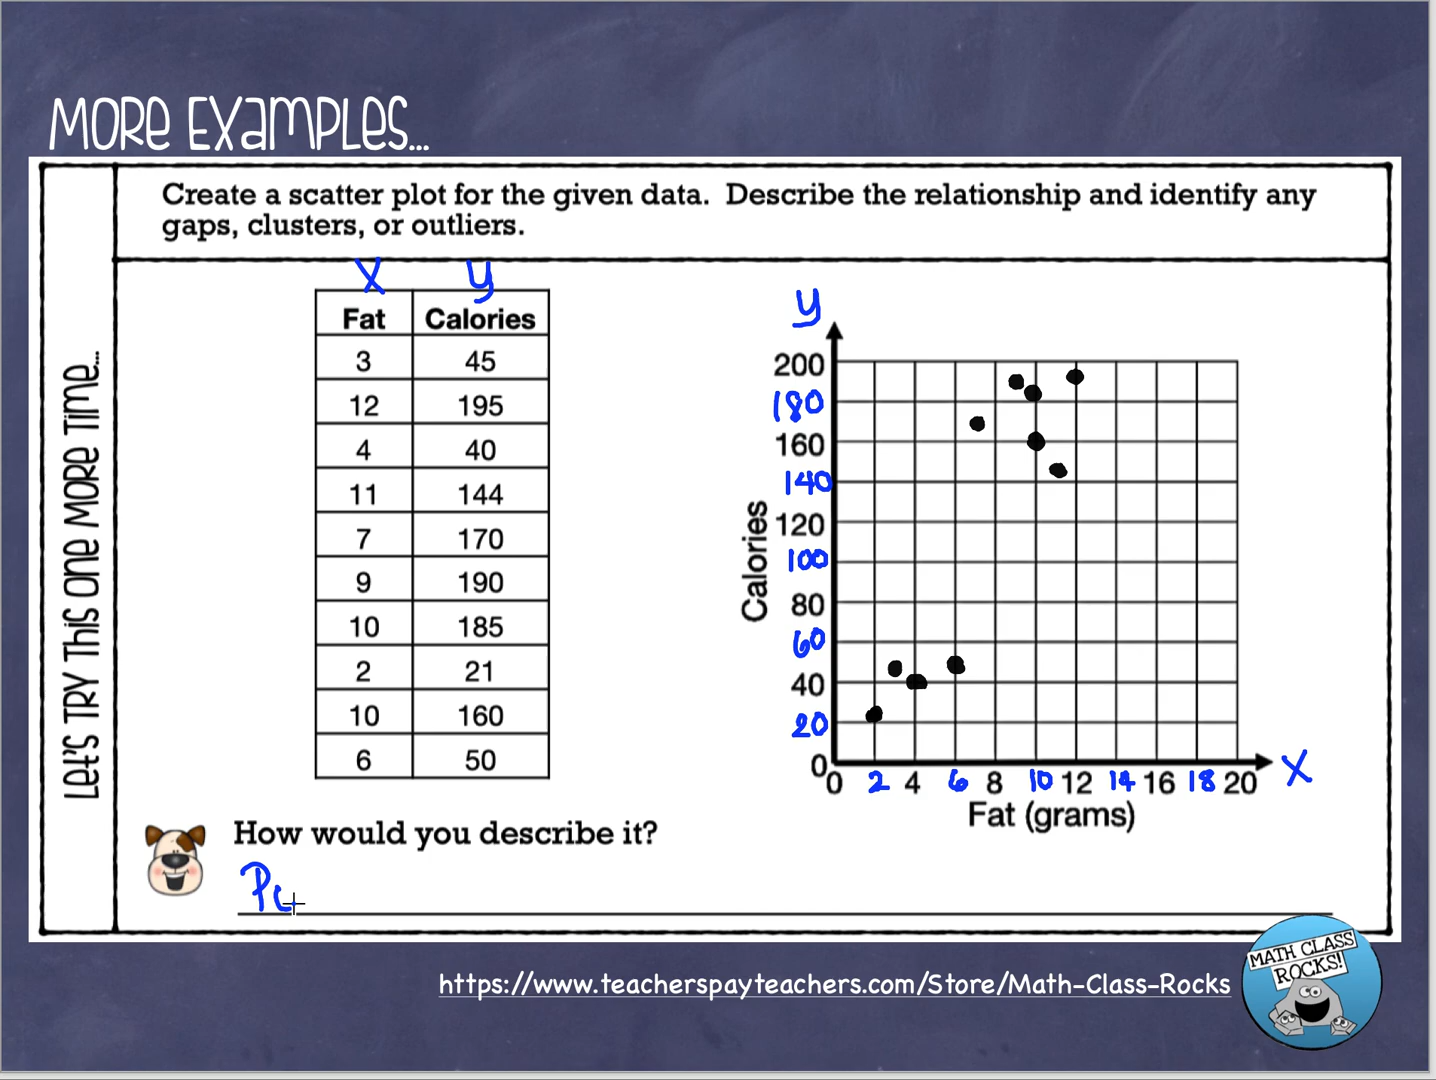 MORE EXAMPLES...
LET'S TRY THIS ONE MORE TIME...
Create a scatter plot for the given data. Describe the relationship and identify any
gaps, clusters, or outliers.
X y
Fat Calories
3 45
12 195
4 40
11 144
7 170
9 190
10 185
2 21
10 160
6 50
y
200
180
160
140
120
100
80
60
40
20
0
Calories
0 2 4 6 8 10 12 14 16 18 20 X
Fat (grams)
How would you describe it?
https://www.teacherspayteachers.com/Store/Math-Class-Rocks
MATH CLASS
ROCKS!